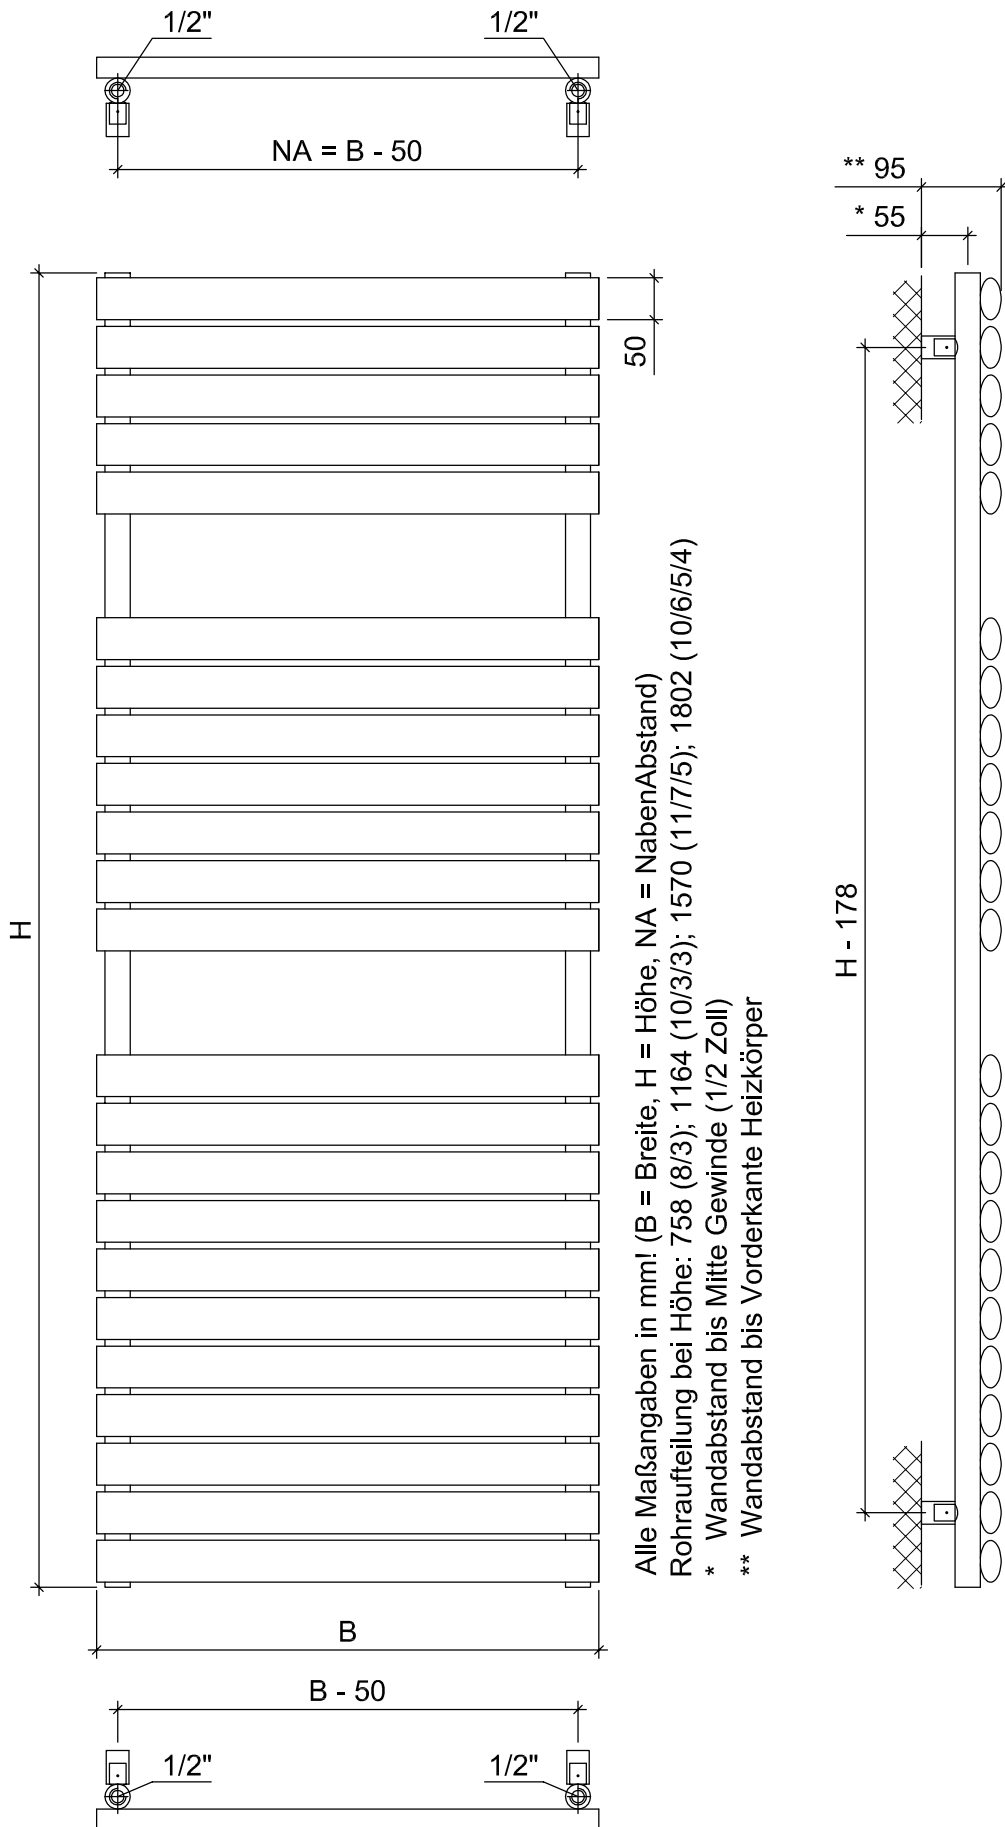 1/2"
1/2"
NA = B - 50
** 95
* 55
50
H
H - 178
Alle Maßangaben in mm! (B = Breite, H = Höhe, NA = NabenAbstand)
Rohraufteilung bei Höhe: 758 (8/3); 1164 (10/3/3); 1570 (11/7/5); 1802 (10/6/5/4)
* Wandabstand bis Mitte Gewinde (1/2 Zoll)
** Wandabstand bis Vorderkante Heizkörper
B
B - 50
1/2"
1/2"